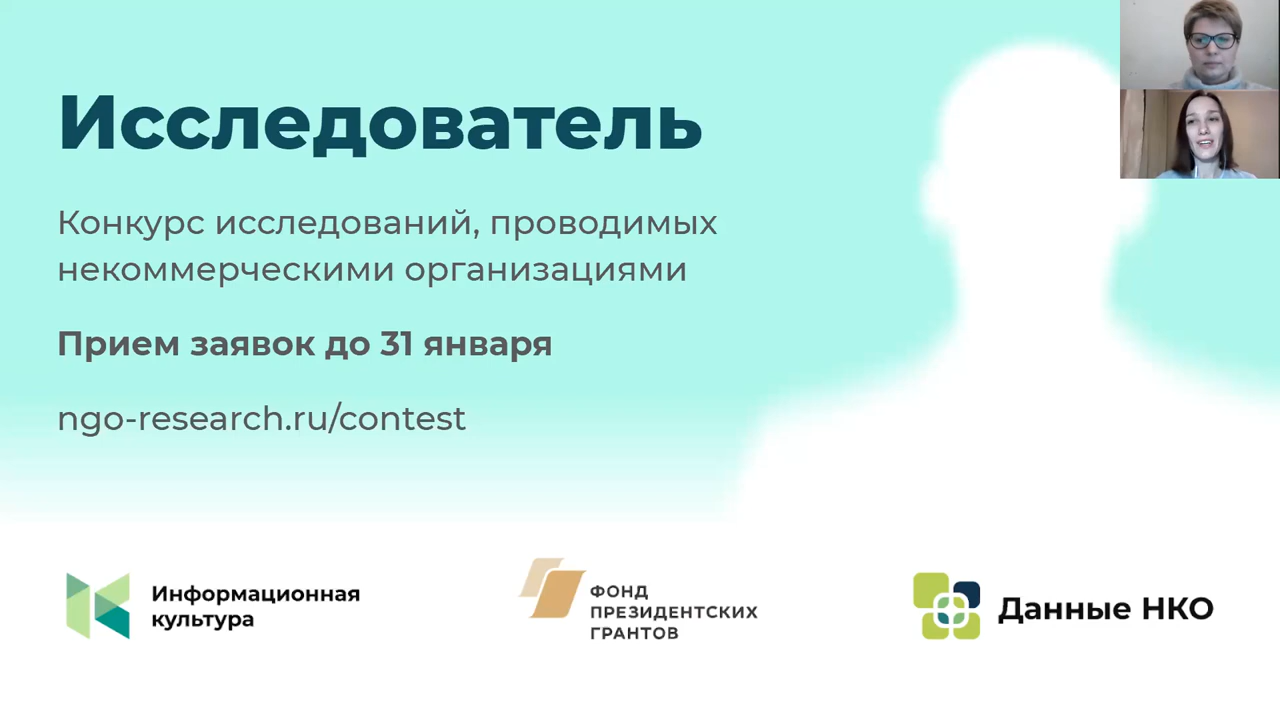 Исследователь
Конкурс исследований, проводимых
некоммерческими организациями
Прием заявок до 31 января
ngo-research.ru/contest
Информационная
культура
ФОНД
ПРЕЗИДЕНТСКИХ
ГРАНТОВ
Данные НКО